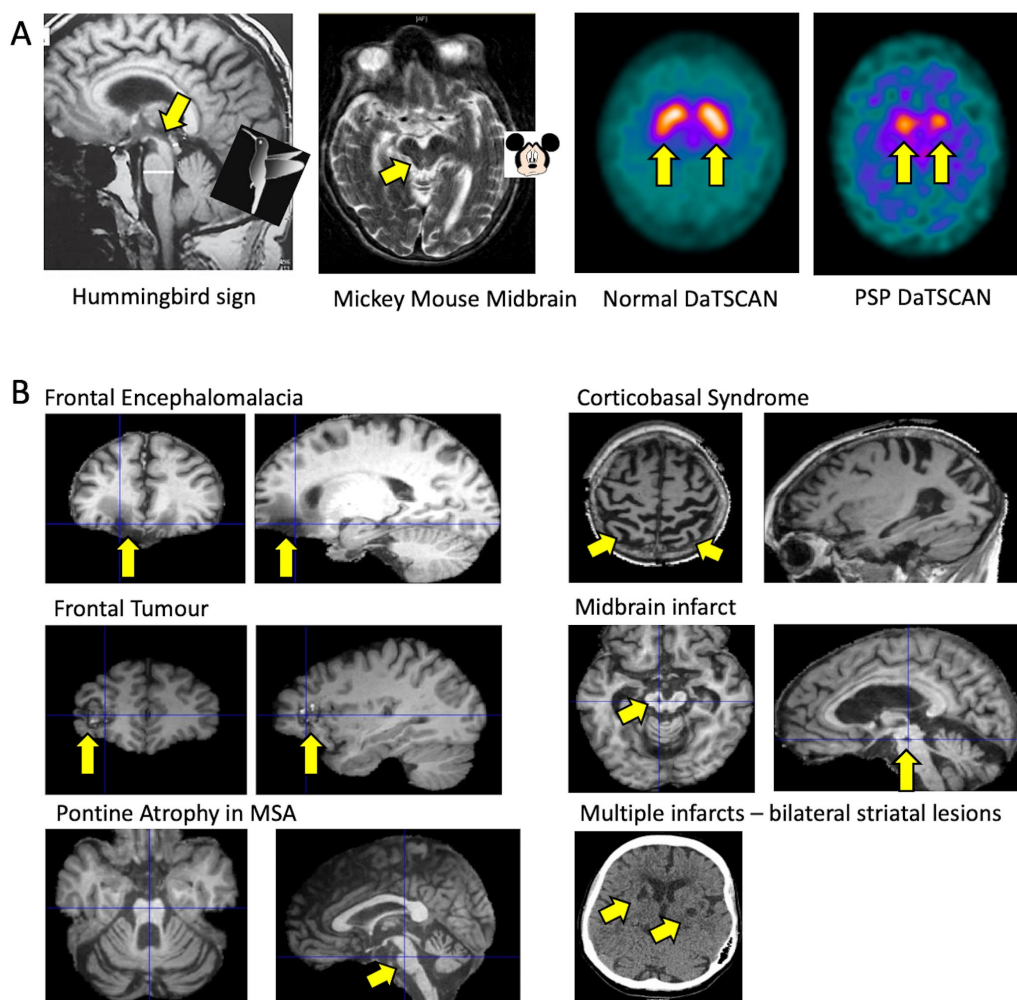 A
[AF]
Hummingbird sign
Mickey Mouse Midbrain
Normal DaTSCAN
PSP DaTSCAN
B
Frontal Encephalomalacia
Corticobasal Syndrome
Frontal Tumour
Midbrain infarct
Pontine Atrophy in MSA
Multiple infarcts – bilateral striatal lesions